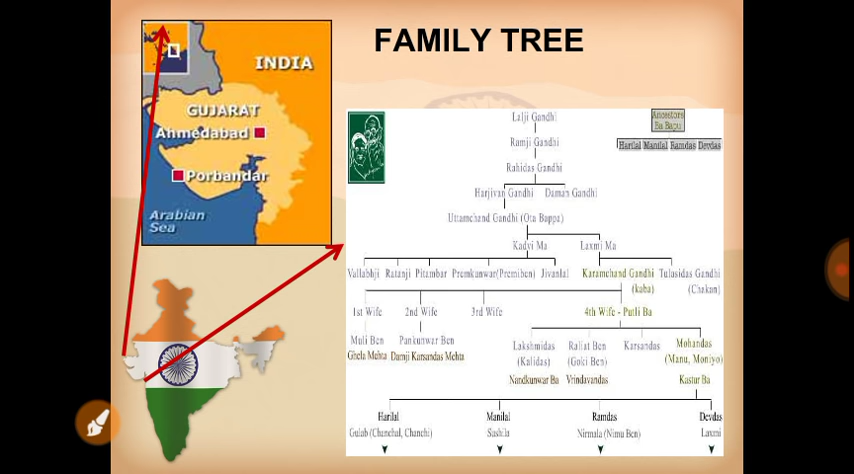 FAMILY TREE
INDIA
GUJARAT
Ahmedabad
Porbandar
Arabian
Sea
Lalji Gandhi
Ancestors
Ba Bapu
Ramji Gandhi
Harilal Manilal Ramdas Devdas
Rahidas Gandhi
Harjivan Gandhi Daman Gandhi
Uttamchand Gandhi (Ota Bappa)
Kadvi Ma Laxmi Ma
Vallabhji Ratanji Pitambar Premkunwar(Premiben) Jivanlal Karamchand Gandhi Tulasidas Gandhi
(kaba) (Chakan)
1st Wife 2nd Wife 3rd Wife 4th Wife - Putli Ba
Muli Ben Pankunwar Ben Lakshmidas Raliat Ben Karsandas Mohandas
Ghela Mehta Damji Karsandas Mehta (Kalidas) (Goki Ben) (Manu, Moniyo)
Nandkunwar Ba Vrindavandas Kastur Ba
Harilal Manilal Ramdas Devdas
Gulab (Chanchal, Chanchi) Sushila Nirmala (Nimu Ben) Laxmi